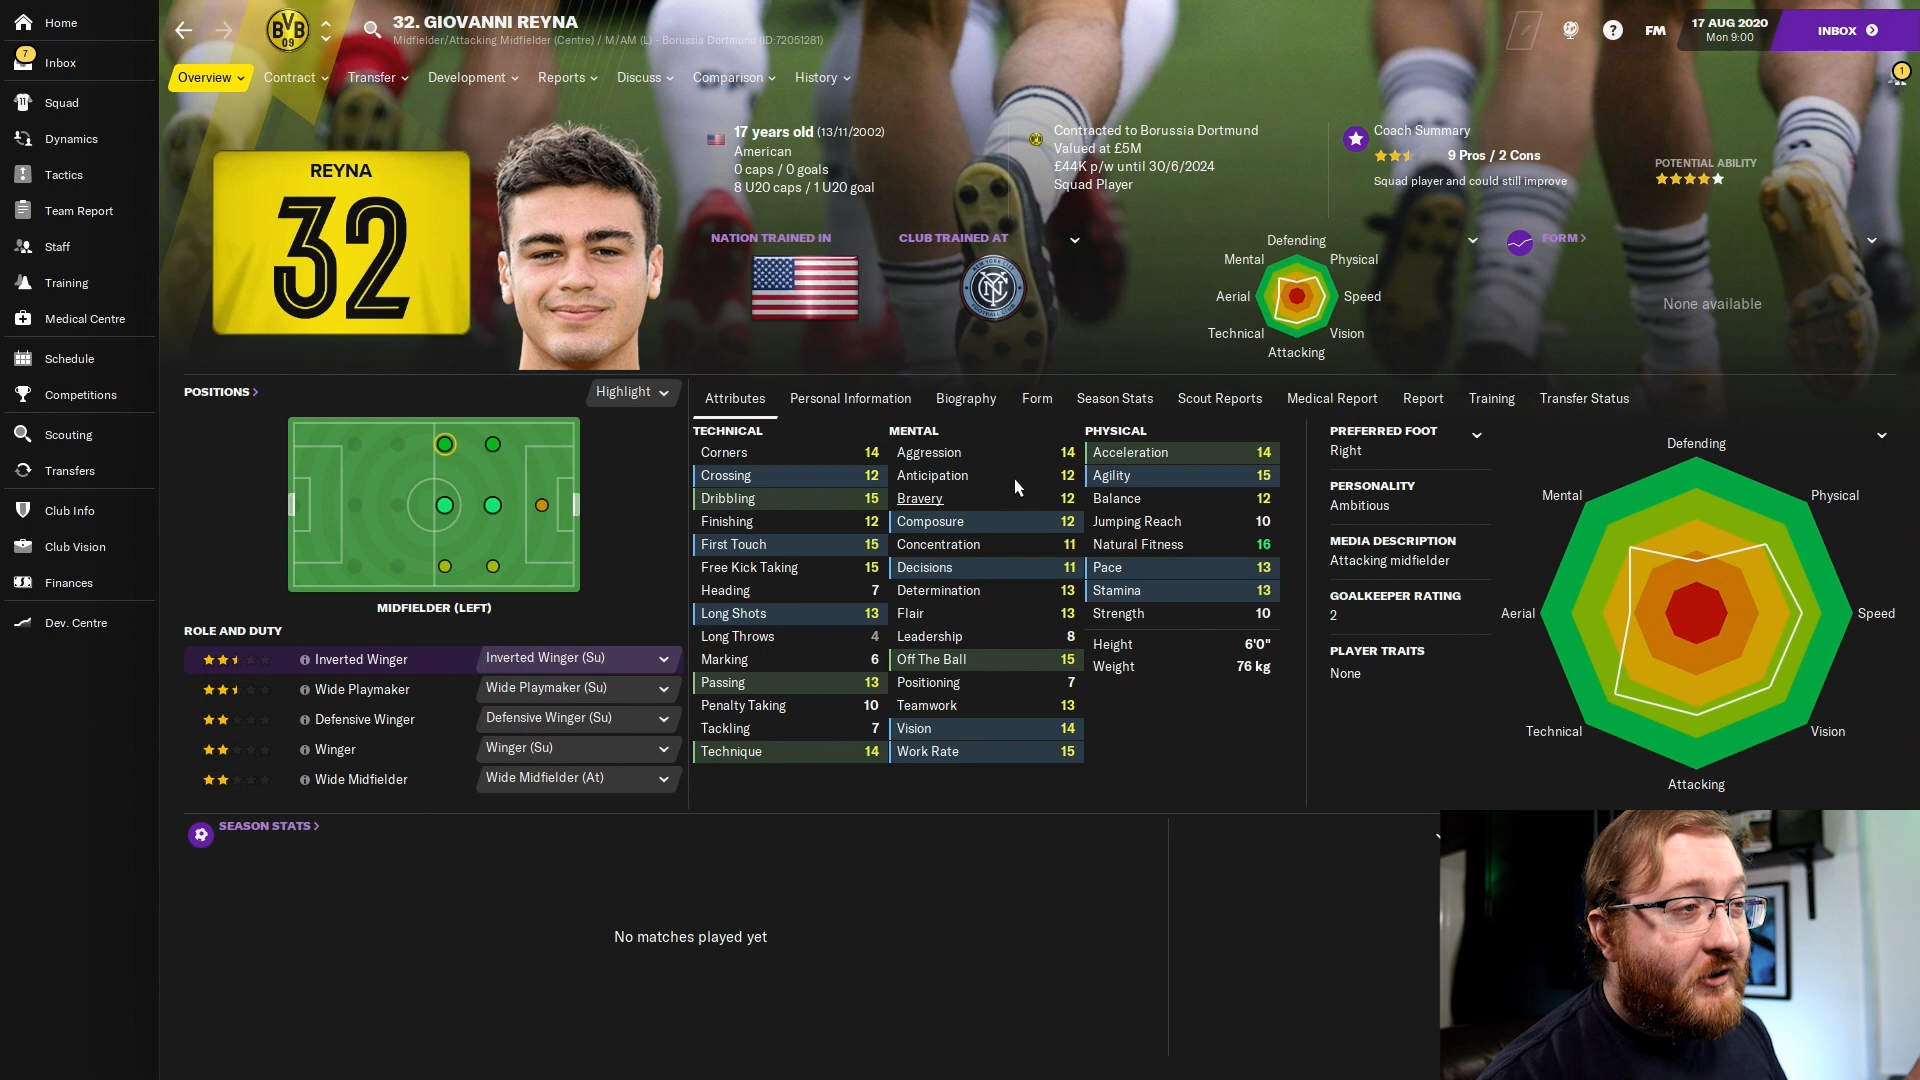 Home
7
Inbox
Squad
Dynamics
Tactics
Team Report
Staff
Training
Medical Centre
Schedule
Competitions
Scouting
Transfers
Club Info
Club Vision
Finances
Dev. Centre
BVB
09
32. GIOVANNI REYNA
Midfielder/Attacking Midfielder (Centre) / M/AM (L) - Borussia Dortmund (ID:72051281)
?
FM
17 AUG 2020
Mon 9:00
INBOX
1
Overview
Contract
Transfer
Development
Reports
Discuss
Comparison
History
REYNA
32
17 years old (13/11/2002)
American
0 caps / 0 goals
8 U20 caps / 1 U20 goal
Contracted to Borussia Dortmund
Valued at £5M
£44K p/w until 30/6/2024
Squad Player
Coach Summary
9 Pros / 2 Cons
Squad player and could still improve
POTENTIAL ABILITY
NATION TRAINED IN
CLUB TRAINED AT
Defending
Mental
Physical
Aerial
Speed
Technical
Vision
Attacking
FORM
None available
POSITIONS
Highlight
MIDFIELDER (LEFT)
ROLE AND DUTY
Inverted Winger
Inverted Winger (Su)
Wide Playmaker
Wide Playmaker (Su)
Defensive Winger
Defensive Winger (Su)
Winger
Winger (Su)
Wide Midfielder
Wide Midfielder (At)
Attributes
Personal Information
Biography
Form
Season Stats
Scout Reports
Medical Report
Report
Training
Transfer Status
TECHNICAL
Corners 14
Crossing 12
Dribbling 15
Finishing 12
First Touch 15
Free Kick Taking 15
Heading 7
Long Shots 13
Long Throws 4
Marking 6
Passing 13
Penalty Taking 10
Tackling 7
Technique 14
MENTAL
Aggression 14
Anticipation 12
Bravery 12
Composure 12
Concentration 11
Decisions 11
Determination 13
Flair 13
Leadership 8
Off The Ball 15
Positioning 7
Teamwork 13
Vision 14
Work Rate 15
PHYSICAL
Acceleration 14
Agility 15
Balance 12
Jumping Reach 10
Natural Fitness 16
Pace 13
Stamina 13
Strength 10
Height 6'0"
Weight 76 kg
PREFERRED FOOT
Right
PERSONALITY
Ambitious
MEDIA DESCRIPTION
Attacking midfielder
GOALKEEPER RATING
2
PLAYER TRAITS
None
Defending
Mental
Physical
Aerial
Speed
Technical
Vision
Attacking
SEASON STATS
No matches played yet